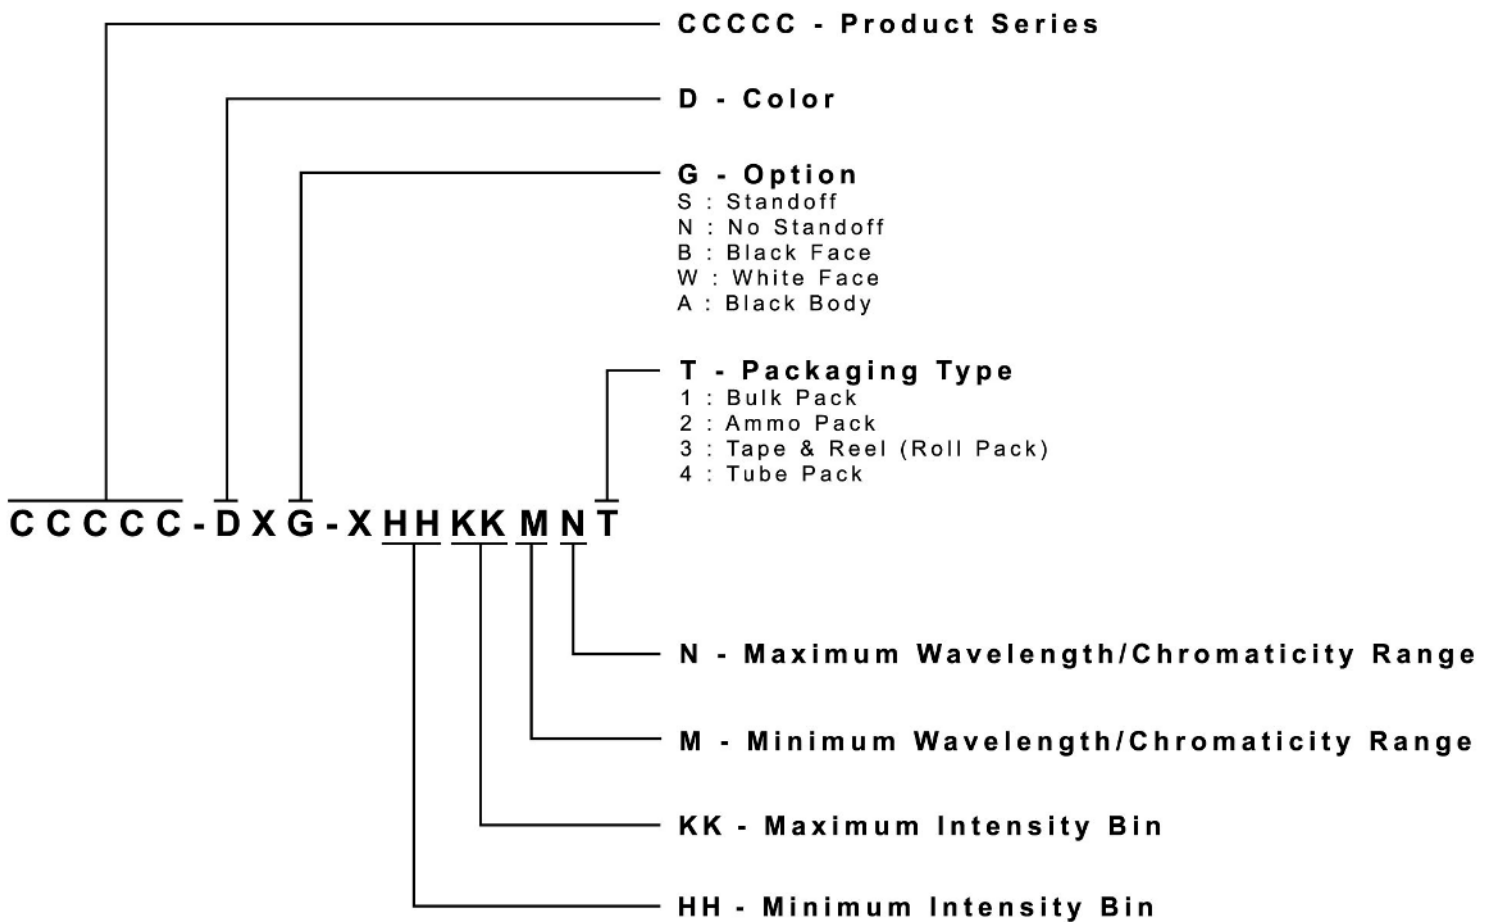 CCCCC - Product Series
D - Color
G - Option
S : Standoff
N : No Standoff
B : Black Face
W : White Face
A : Black Body
T - Packaging Type
1 : Bulk Pack
2 : Ammo Pack
3 : Tape & Reel (Roll Pack)
4 : Tube Pack
CCCCC-DXG-XHHKKMNT
N - Maximum Wavelength/Chromaticity Range
M - Minimum Wavelength/Chromaticity Range
KK - Maximum Intensity Bin
HH - Minimum Intensity Bin